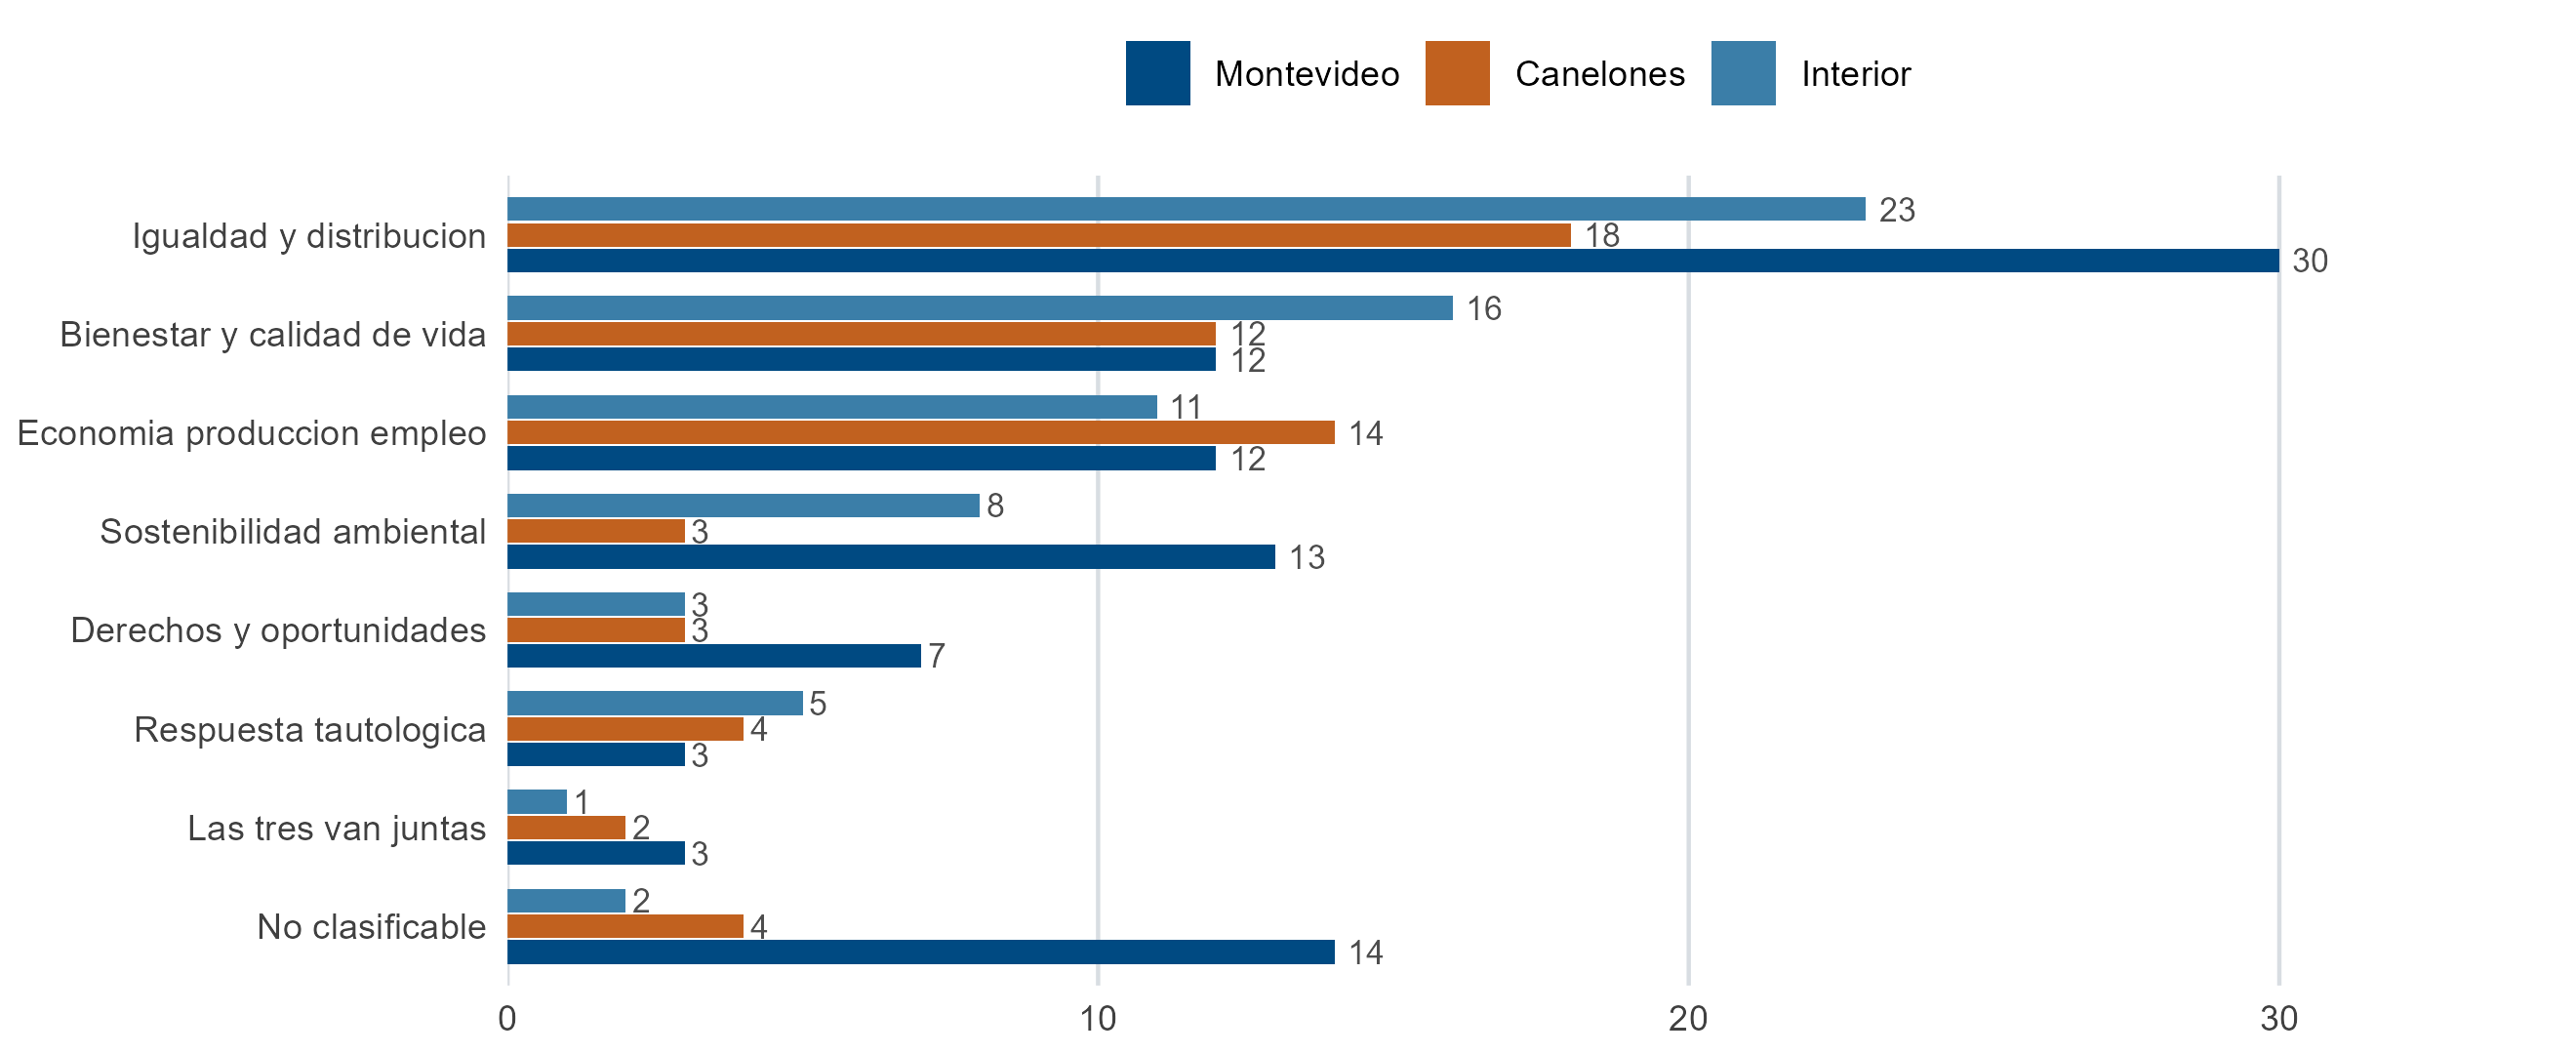 Montevideo Canelones Interior
Igualdad y distribucion 23 18 30
Bienestar y calidad de vida 16 12 12
Economia produccion empleo 11 14 12
Sostenibilidad ambiental 8 3 13
Derechos y oportunidades 3 3 7
Respuesta tautologica 5 4 3
Las tres van juntas 1 2 3
No clasificable 2 4 14
0 10 20 30